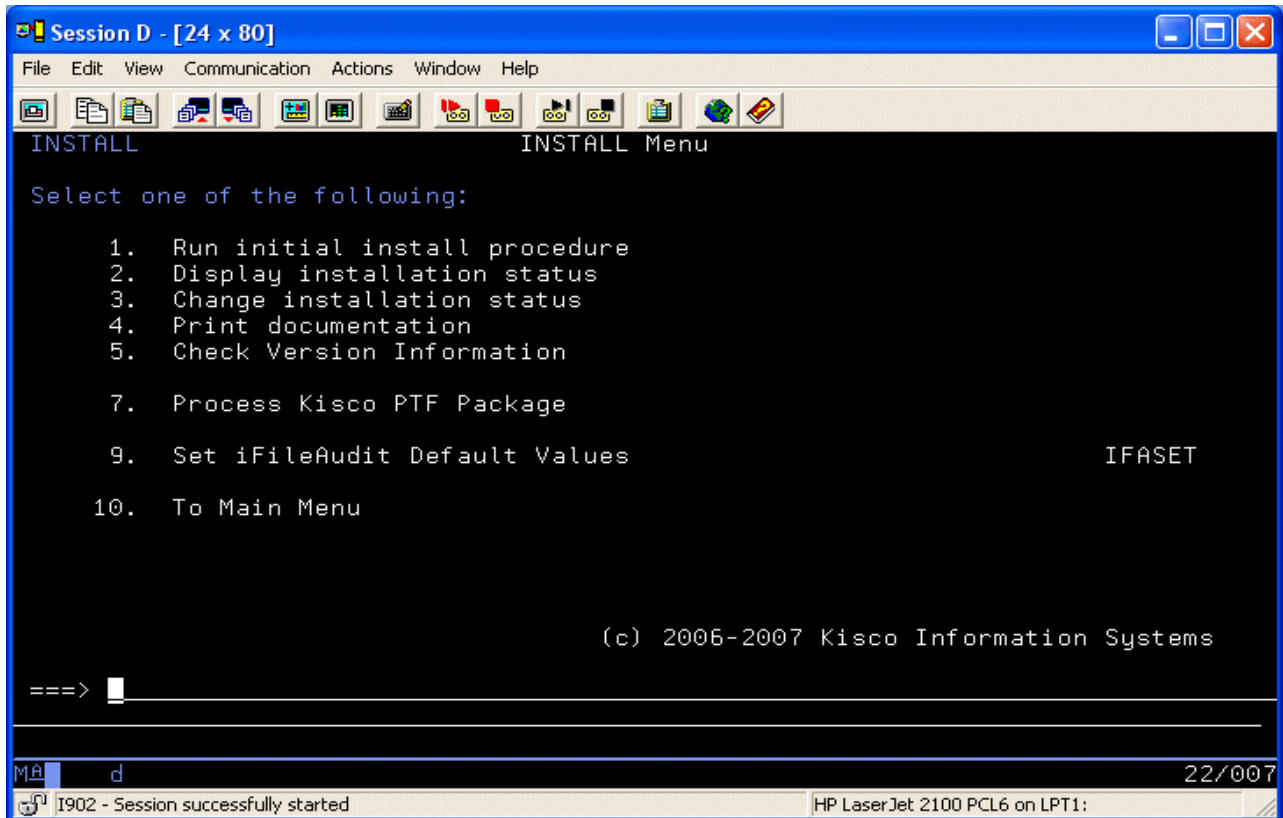 Session D - [24 x 80]
File Edit View Communication Actions Window Help
INSTALL INSTALL Menu
Select one of the following:
1. Run initial install procedure
2. Display installation status
3. Change installation status
4. Print documentation
5. Check Version Information
7. Process Kisco PTF Package
9. Set iFileAudit Default Values IFASET
10. To Main Menu
(c) 2006-2007 Kisco Information Systems
===>
MA d 22/007
I902 - Session successfully started HP LaserJet 2100 PCL6 on LPT1: